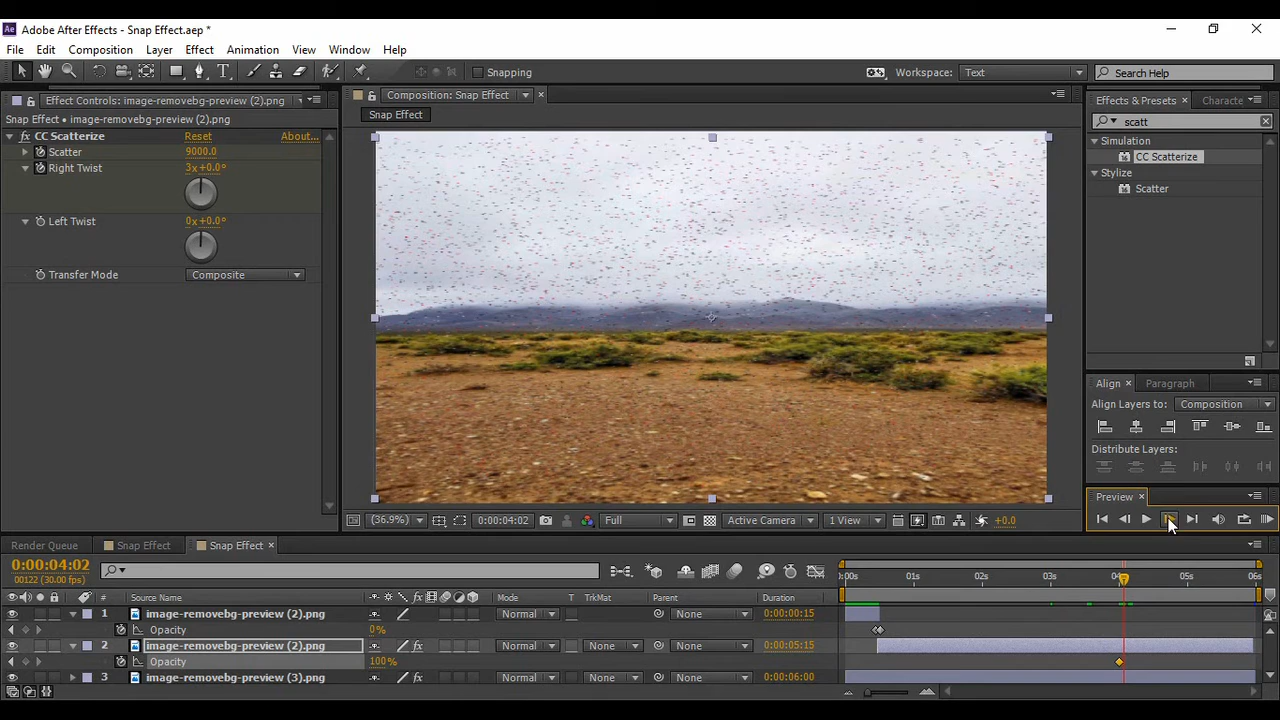 Adobe After Effects - Snap Effect.aep *
File Edit Composition Layer Effect Animation View Window Help
Snapping
Workspace: Text
Search Help
Effect Controls: image-removebg-preview (2).png
Composition: Snap Effect
Effects & Presets
Characte
Snap Effect • image-removebg-preview (2).png
Snap Effect
scatt
CC Scatterize
Reset
About...
Simulation
Scatter
9000.0
CC Scatterize
Right Twist
3x+0.0°
Stylize
Scatter
Left Twist
0x+0.0°
Transfer Mode
Composite
Align
Paragraph
Align Layers to: Composition
Distribute Layers:
Preview
(36.9%)
0:00:04:02
Full
Active Camera
1 View
+0.0
Render Queue
Snap Effect
Snap Effect
0:00:04:02
00122 (30.00 fps)
:00s 01s 02s 03s 04 05s 06s
# Source Name Mode T TrkMat Parent Duration
1 image-removebg-preview (2).png Normal None 0:00:00:15
Opacity 0%
2 image-removebg-preview (2).png Normal None None 0:00:05:15
Opacity 100%
3 image-removebg-preview (3).png Normal None None 0:00:06:00